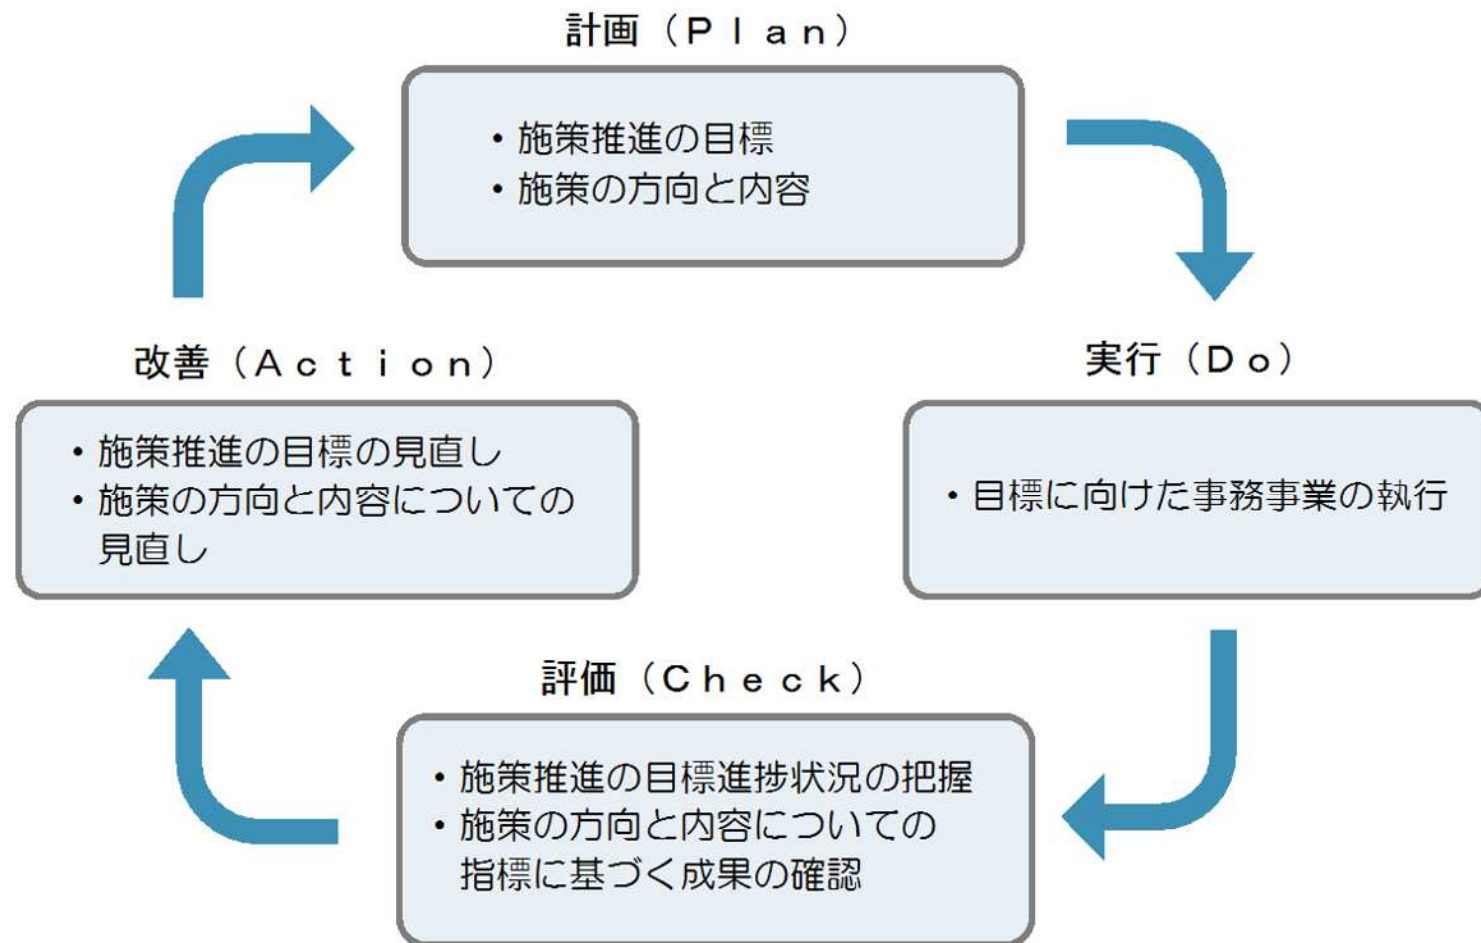 計画（Ｐｌａｎ）
・施策推進の目標
・施策の方向と内容
改善（Ａｃｔｉｏｎ）
・施策推進の目標の見直し
・施策の方向と内容についての
見直し
実行（Ｄｏ）
・目標に向けた事務事業の執行
評価（Ｃｈｅｃｋ）
・施策推進の目標進捗状況の把握
・施策の方向と内容についての
指標に基づく成果の確認